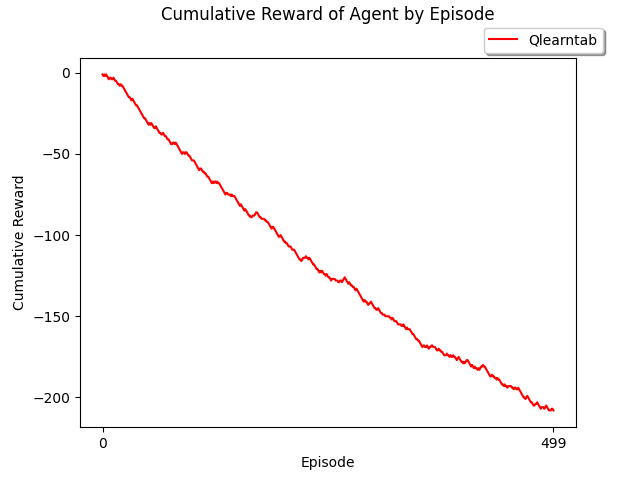 Cumulative Reward of Agent by Episode
Qlearntab
0
−50
−100
−150
−200
Cumulative Reward
0
499
Episode